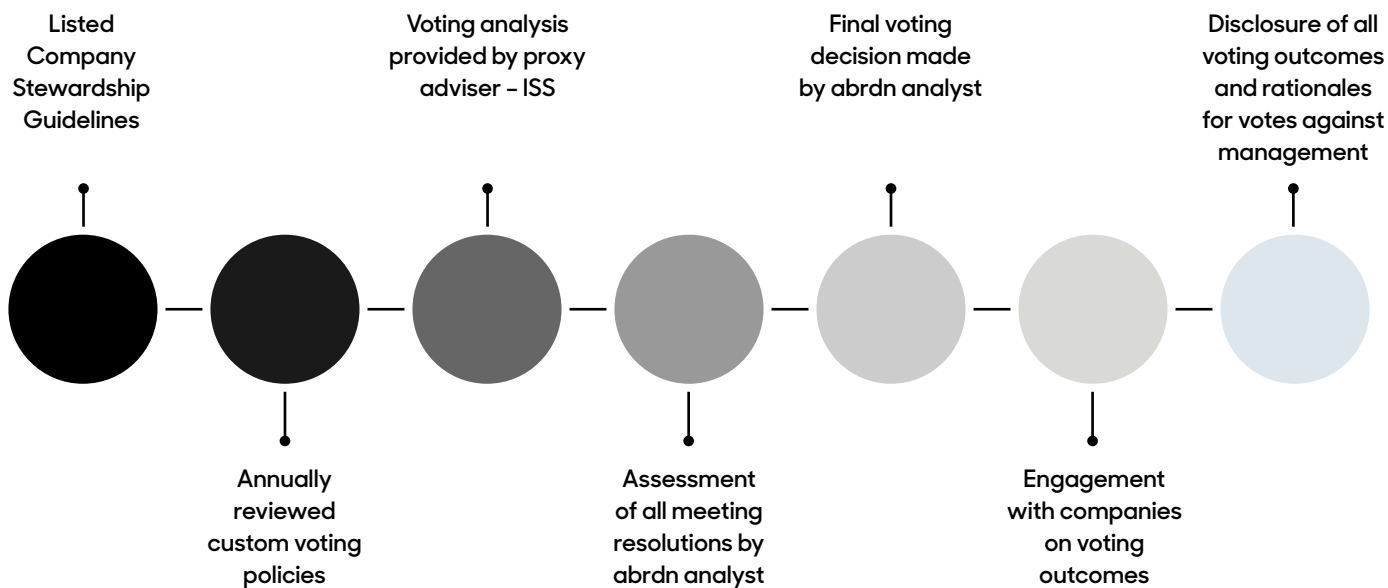 Listed
Company
Stewardship
Guidelines
Annually
reviewed
custom voting
policies
Voting analysis
provided by proxy
adviser – ISS
Assessment
of all meeting
resolutions by
abrdn analyst
Final voting
decision made
by abrdn analyst
Engagement
with companies
on voting
outcomes
Disclosure of all
voting outcomes
and rationales
for votes against
management